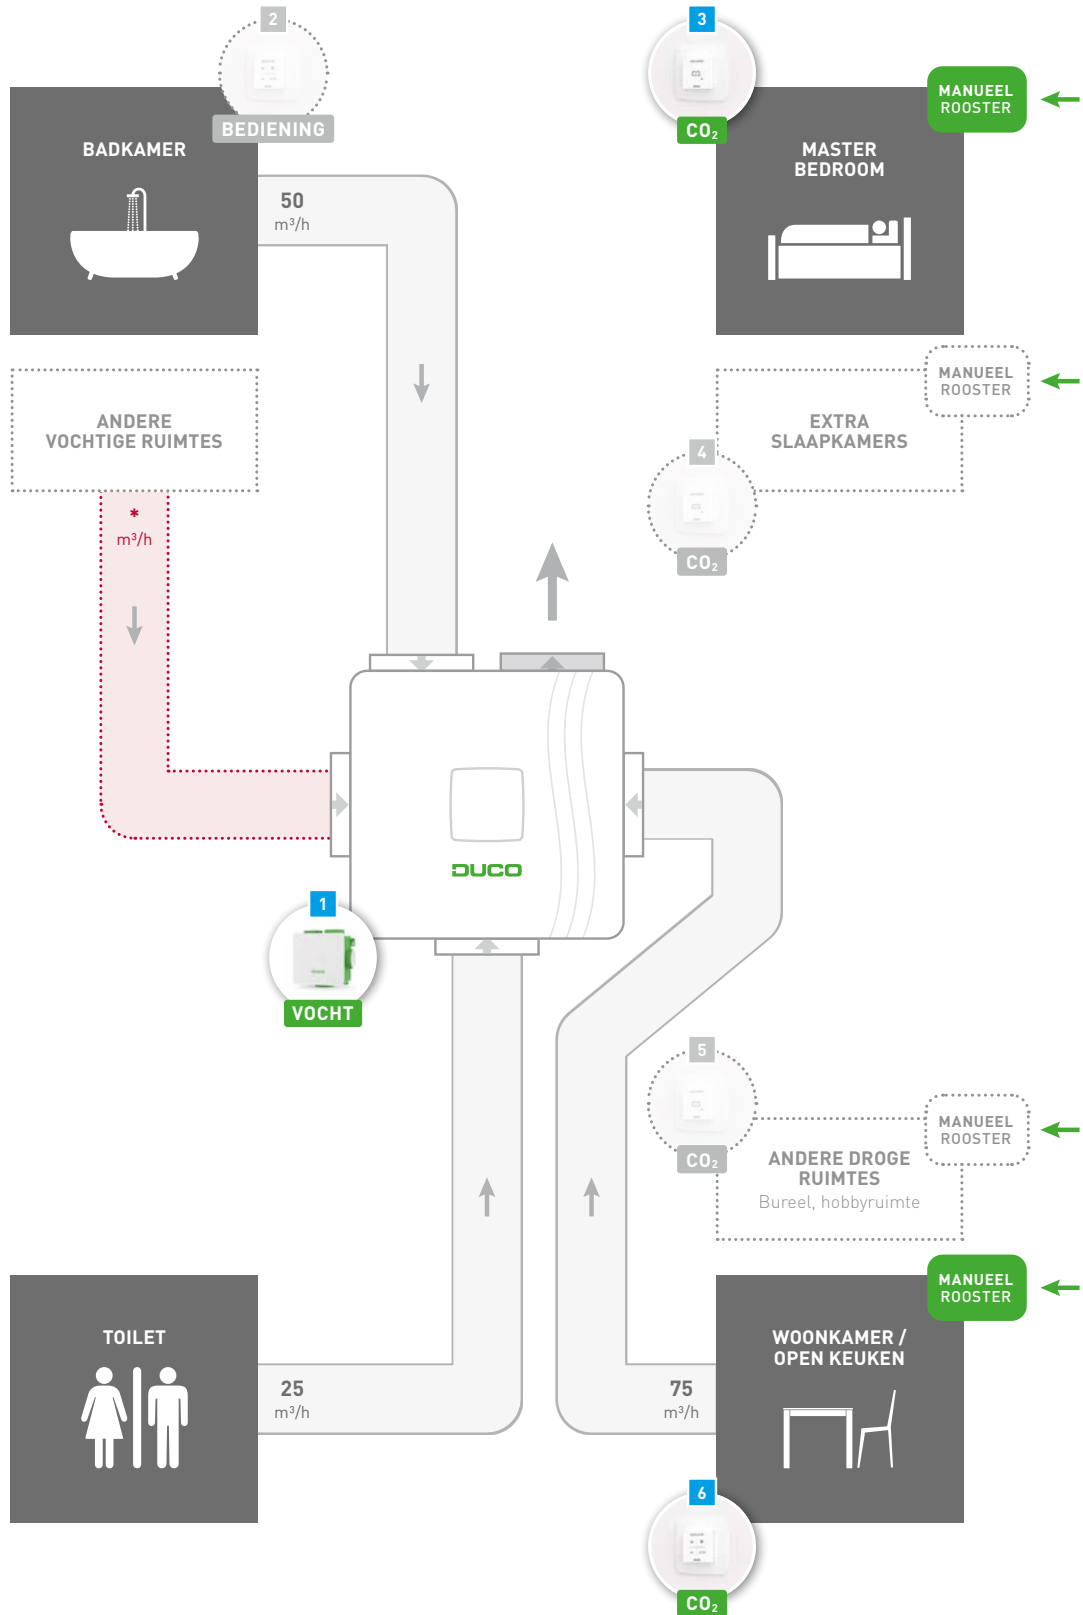 2
BEDIENING
BADKAMER
50
m³/h
3
CO₂
MANUEEL
ROOSTER
MASTER
BEDROOM
ANDERE
VOCHTIGE RUIMTES
*
m³/h
MANUEEL
ROOSTER
EXTRA
SLAAPKAMERS
4
CO₂
DUCO
1
VOCHT
5
CO₂
MANUEEL
ROOSTER
ANDERE DROGE
RUIMTES
Bureel, hobbyruimte
TOILET
25
m³/h
75
m³/h
MANUEEL
ROOSTER
WOONKAMER /
OPEN KEUKEN
6
CO₂